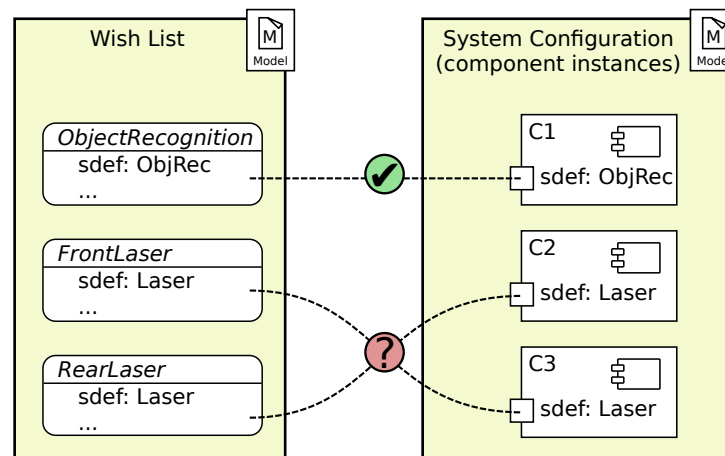 Wish List
M
Model
ObjectRecognition
sdef: ObjRec
...
FrontLaser
sdef: Laser
...
RearLaser
sdef: Laser
...
✔
?
System Configuration
(component instances)
M
Mode
C1
sdef: ObjRec
C2
sdef: Laser
C3
sdef: Laser